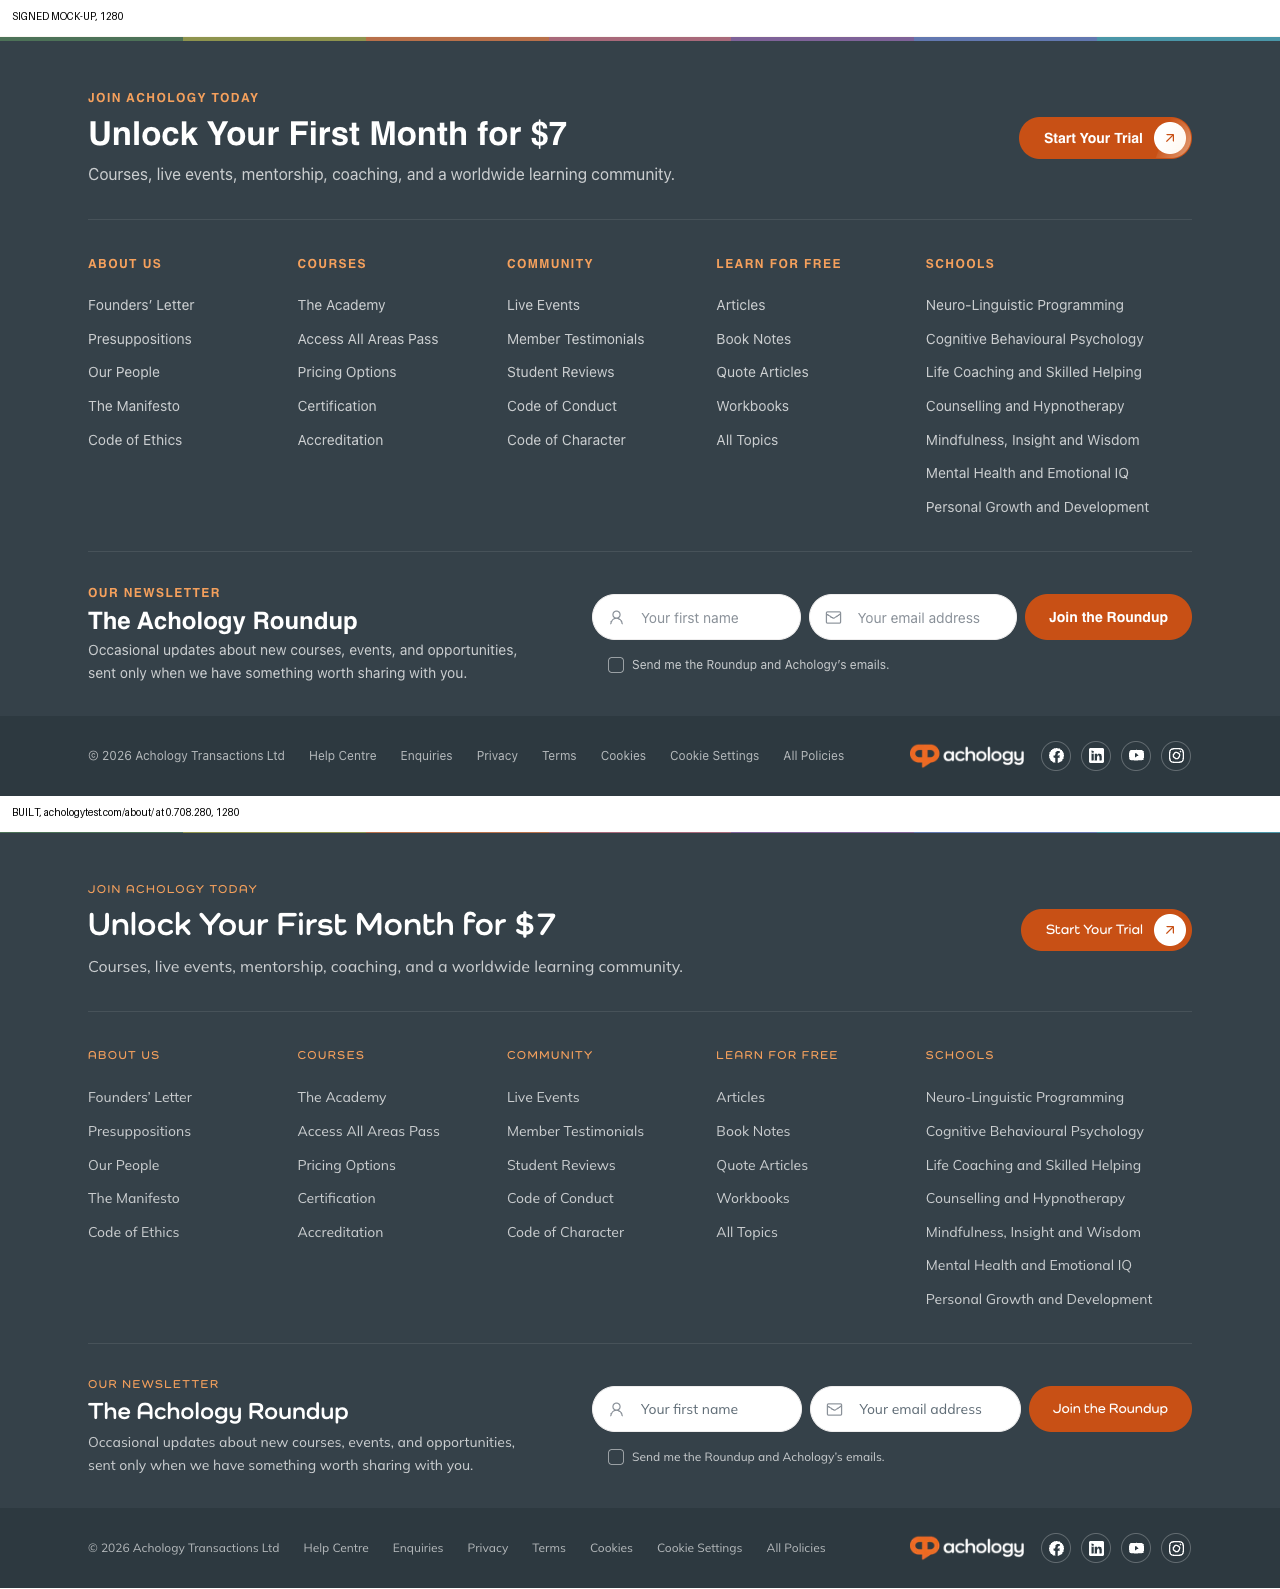 SIGNED MOCK-UP, 1280
JOIN ACHOLOGY TODAY
Unlock Your First Month for $7
Courses, live events, mentorship, coaching, and a worldwide learning community.
Start Your Trial
ABOUT US
Founders' Letter
Presuppositions
Our People
The Manifesto
Code of Ethics
COURSES
The Academy
Access All Areas Pass
Pricing Options
Certification
Accreditation
COMMUNITY
Live Events
Member Testimonials
Student Reviews
Code of Conduct
Code of Character
LEARN FOR FREE
Articles
Book Notes
Quote Articles
Workbooks
All Topics
SCHOOLS
Neuro-Linguistic Programming
Cognitive Behavioural Psychology
Life Coaching and Skilled Helping
Counselling and Hypnotherapy
Mindfulness, Insight and Wisdom
Mental Health and Emotional IQ
Personal Growth and Development
OUR NEWSLETTER
The Achology Roundup
Occasional updates about new courses, events, and opportunities,
sent only when we have something worth sharing with you.
Your first name
Your email address
Join the Roundup
Send me the Roundup and Achology's emails.
© 2026 Achology Transactions Ltd
Help Centre
Enquiries
Privacy
Terms
Cookies
Cookie Settings
All Policies
achology
BUILT, achologytest.com/about/ at 0.708.280, 1280
JOIN ACHOLOGY TODAY
Unlock Your First Month for $7
Courses, live events, mentorship, coaching, and a worldwide learning community.
Start Your Trial
ABOUT US
Founders' Letter
Presuppositions
Our People
The Manifesto
Code of Ethics
COURSES
The Academy
Access All Areas Pass
Pricing Options
Certification
Accreditation
COMMUNITY
Live Events
Member Testimonials
Student Reviews
Code of Conduct
Code of Character
LEARN FOR FREE
Articles
Book Notes
Quote Articles
Workbooks
All Topics
SCHOOLS
Neuro-Linguistic Programming
Cognitive Behavioural Psychology
Life Coaching and Skilled Helping
Counselling and Hypnotherapy
Mindfulness, Insight and Wisdom
Mental Health and Emotional IQ
Personal Growth and Development
OUR NEWSLETTER
The Achology Roundup
Occasional updates about new courses, events, and opportunities,
sent only when we have something worth sharing with you.
Your first name
Your email address
Join the Roundup
Send me the Roundup and Achology's emails.
© 2026 Achology Transactions Ltd
Help Centre
Enquiries
Privacy
Terms
Cookies
Cookie Settings
All Policies
achology